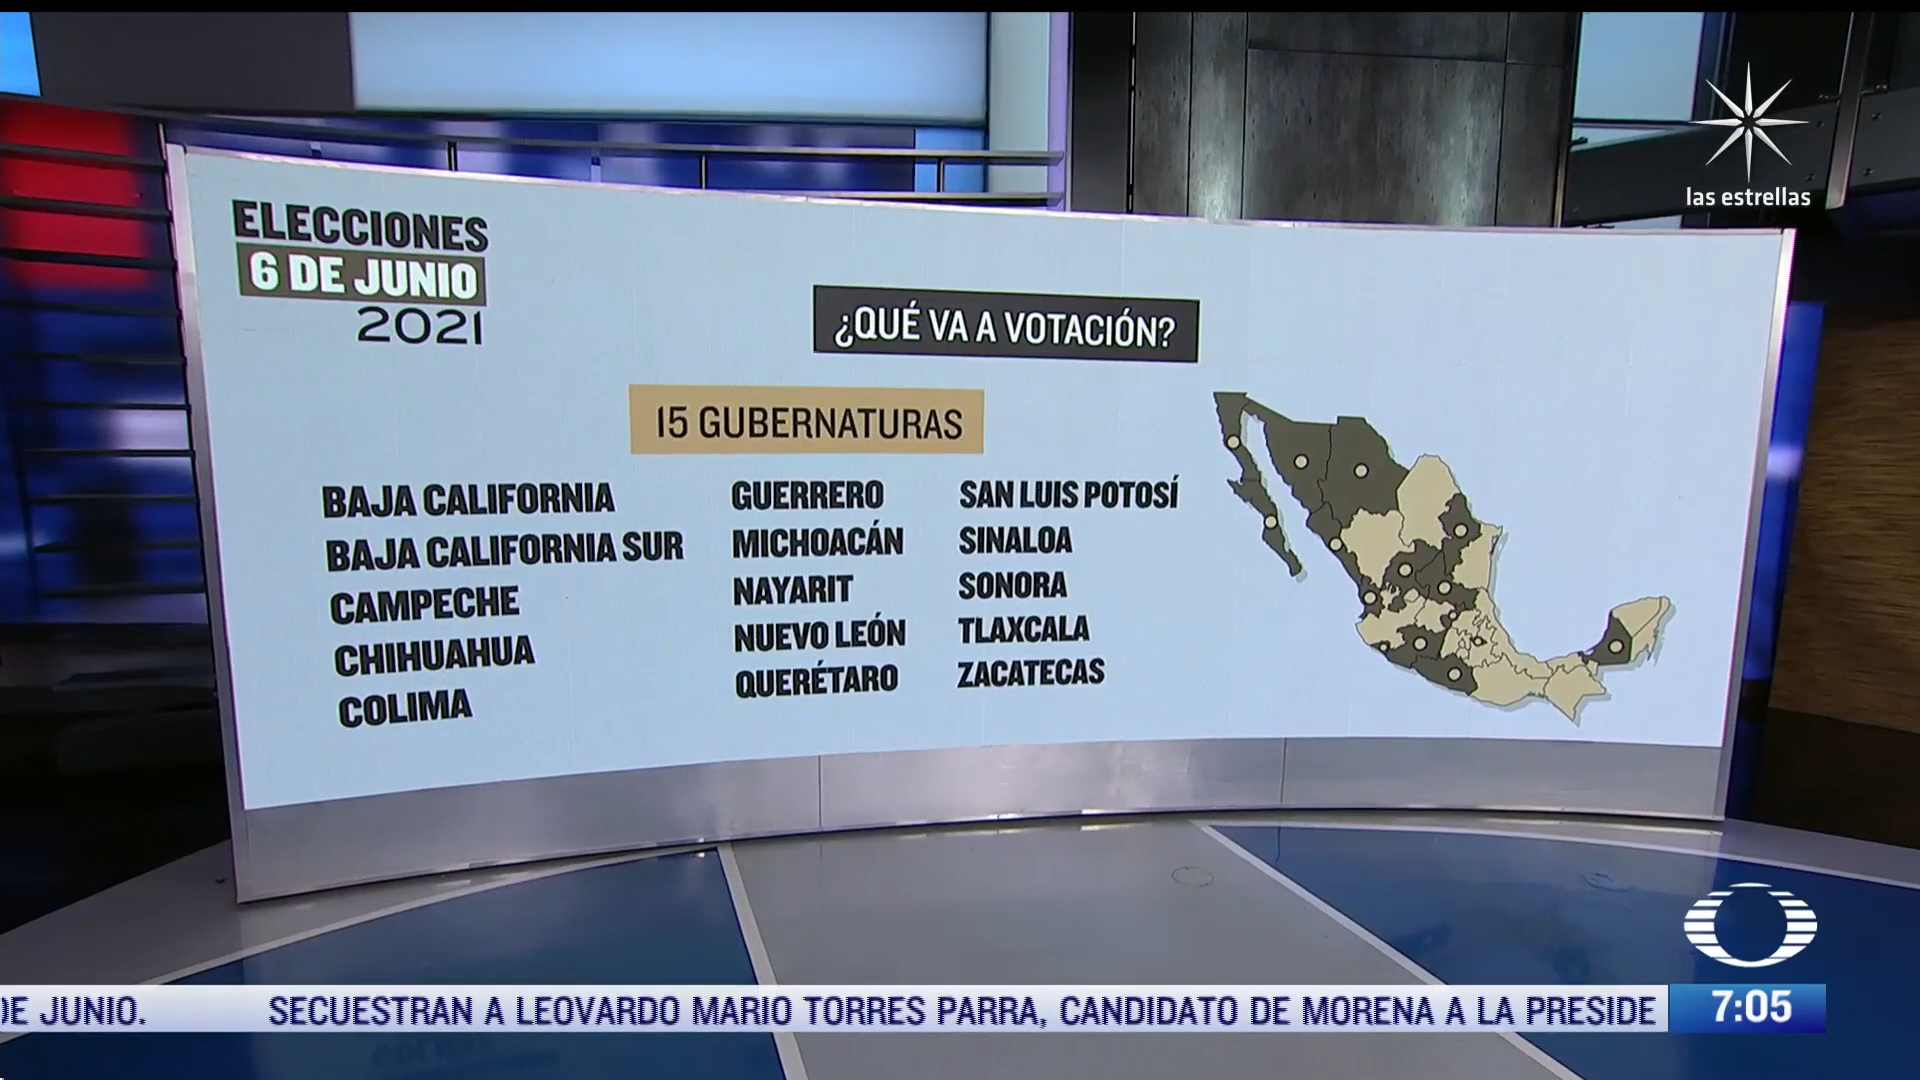 las estrellas
ELECCIONES
6 DE JUNIO
2021
¿QUÉ VA A VOTACIÓN?
15 GUBERNATURAS
BAJA CALIFORNIA
BAJA CALIFORNIA SUR
CAMPECHE
CHIHUAHUA
COLIMA
GUERRERO
MICHOACÁN
NAYARIT
NUEVO LEÓN
QUERÉTARO
SAN LUIS POTOSÍ
SINALOA
SONORA
TLAXCALA
ZACATECAS
DE JUNIO. SECUESTRAN A LEOVARDO MARIO TORRES PARRA, CANDIDATO DE MORENA A LA PRESIDE
7:05